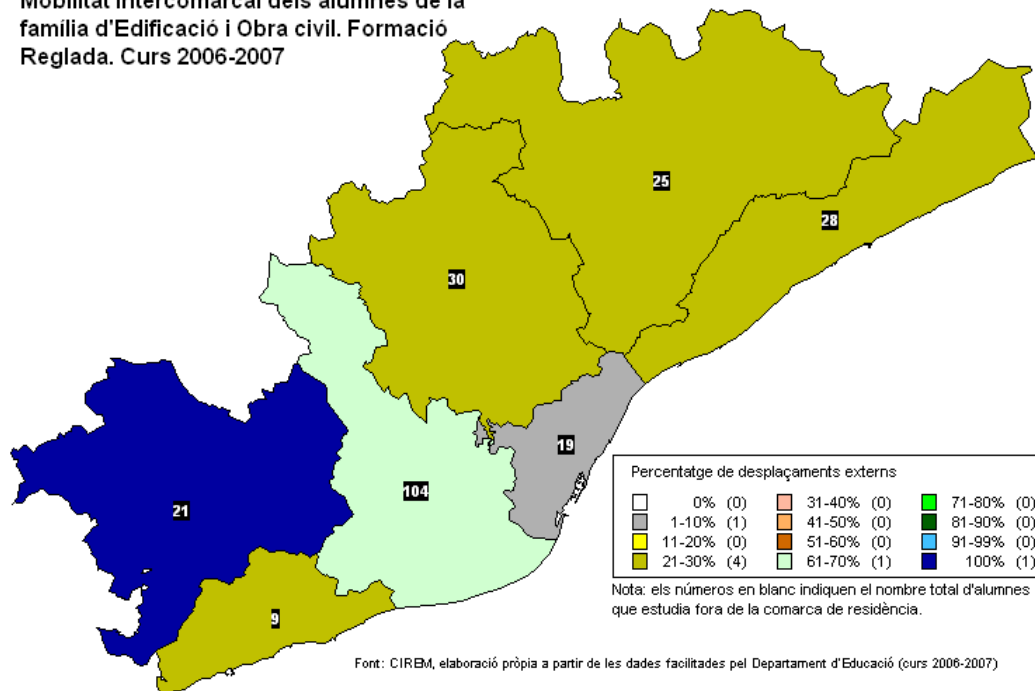 Mobilitat intercomarcal dels alumnes de la
família d'Edificació i Obra civil. Formació
Reglada. Curs 2006-2007
25
28
30
19
104
21
9
Percentatge de desplaçaments externs
0% (0) 31-40% (0) 71-80% (0)
1-10% (1) 41-50% (0) 81-90% (0)
11-20% (0) 51-60% (0) 91-99% (0)
21-30% (4) 61-70% (1) 100% (1)
Nota: els números en blanc indiquen el nombre total d'alumnes
que estudia fora de la comarca de residència.
Font: CIREM, elaboració pròpia a partir de les dades facilitades pel Departament d'Educació (curs 2006-2007)